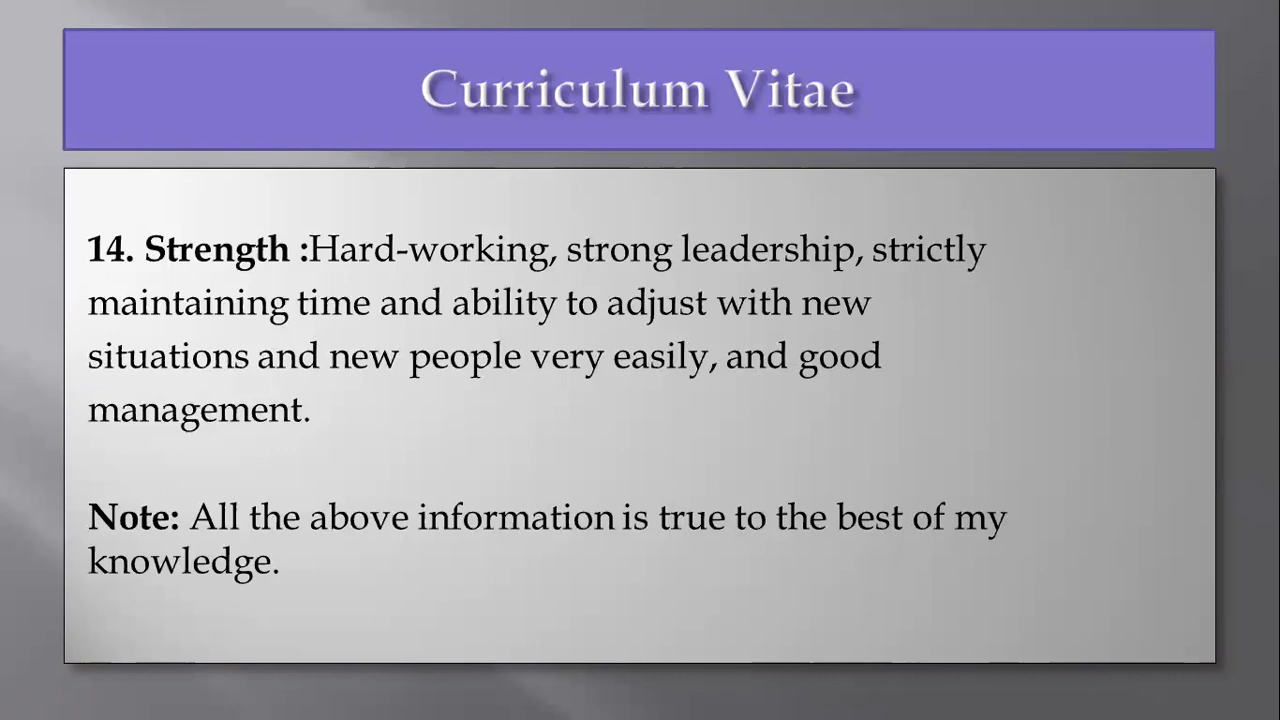 Curriculum Vitae
14. Strength :Hard-working, strong leadership, strictly
maintaining time and ability to adjust with new
situations and new people very easily, and good
management.
Note: All the above information is true to the best of my
knowledge.